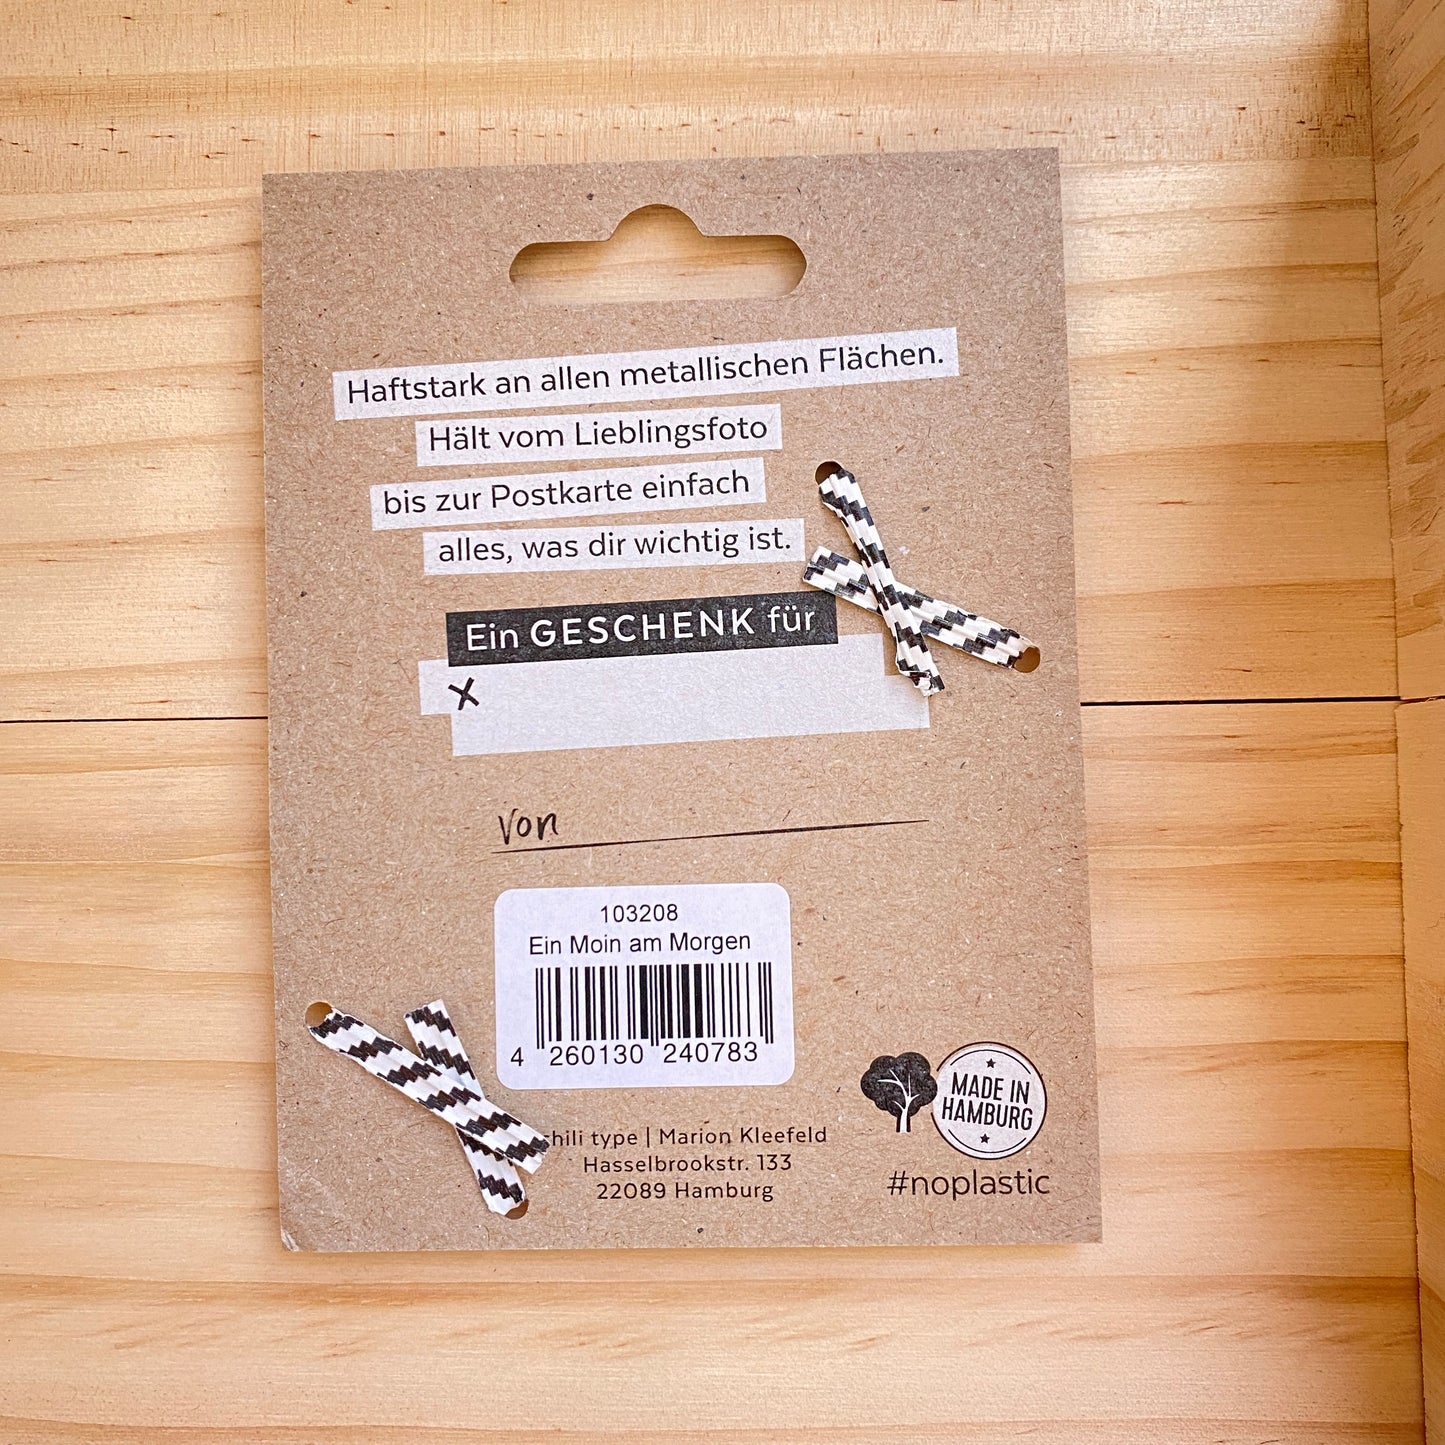 Haftstark an allen metallischen Flächen.
Hält vom Lieblingsfoto
bis zur Postkarte einfach
alles, was dir wichtig ist.
Ein GESCHENK für
x
von
103208
Ein Moin am Morgen
4 260130 240783
type | Marion Kleefeld
Hasselbrookstr. 133
22089 Hamburg
MADE IN
HAMBURG
#noplastic